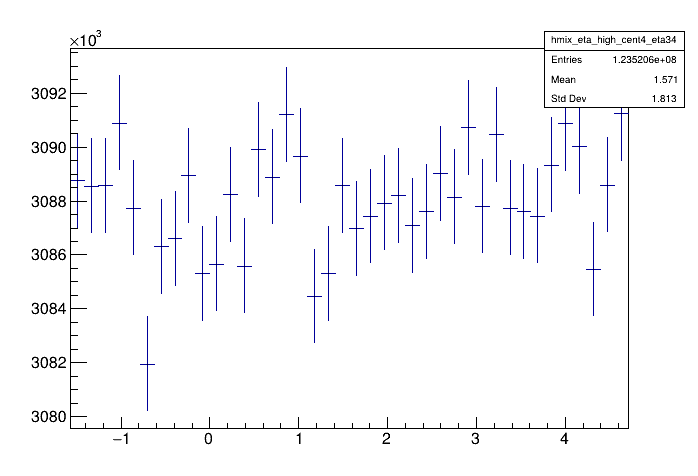 ×10³
hmix_eta_high_cent4_eta34
Entries 1.235206e+08
Mean 1.571
Std Dev 1.813
3092
3090
3088
3086
3084
3082
3080
−1 0 1 2 3 4